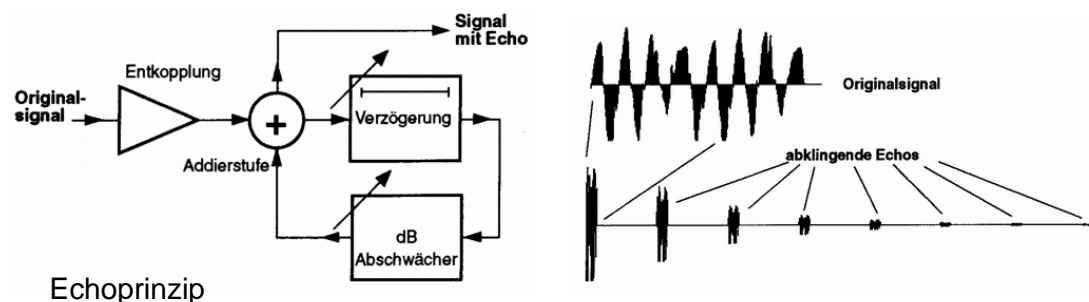 Signal
mit Echo
Entkopplung
Original-
signal
+
Verzögerung
Addierstufe
dB
Abschwächer
Echoprinzip
Originalsignal
abklingende Echos